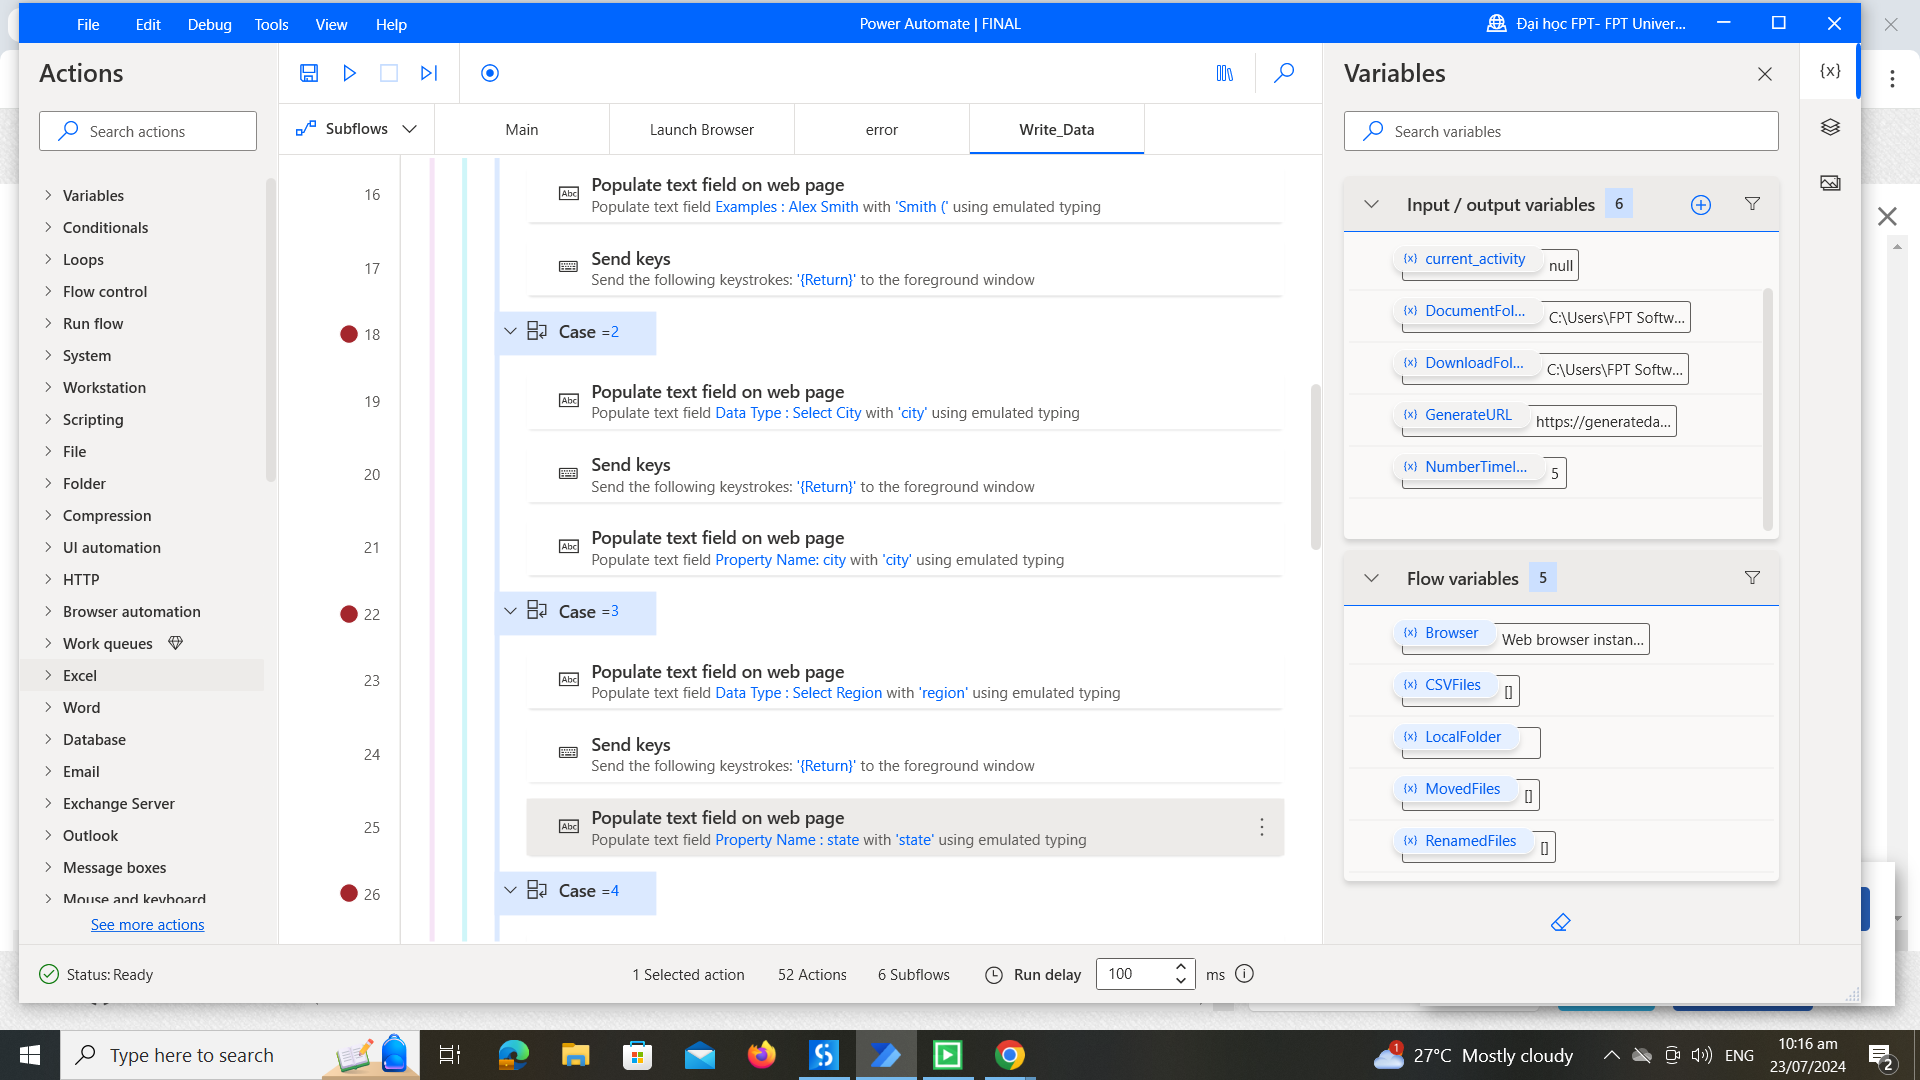 File
Edit
Debug
Tools
View
Help
Power Automate | FINAL
Đại học FPT- FPT Univer...
Actions
Search actions
Variables
Conditionals
Loops
Flow control
Run flow
System
Workstation
Scripting
File
Folder
Compression
UI automation
HTTP
Browser automation
Work queues
Excel
Word
Database
Email
Exchange Server
Outlook
Message boxes
Mouse and keyboard
See more actions
Subflows
Main
Launch Browser
error
Write_Data
16
Populate text field on web page
Populate text field Examples : Alex Smith with 'Smith (' using emulated typing
17
Send keys
Send the following keystrokes: '{Return}' to the foreground window
18
Case =2
19
Populate text field on web page
Populate text field Data Type : Select City with 'city' using emulated typing
20
Send keys
Send the following keystrokes: '{Return}' to the foreground window
21
Populate text field on web page
Populate text field Property Name: city with 'city' using emulated typing
22
Case =3
23
Populate text field on web page
Populate text field Data Type : Select Region with 'region' using emulated typing
24
Send keys
Send the following keystrokes: '{Return}' to the foreground window
25
Populate text field on web page
Populate text field Property Name : state with 'state' using emulated typing
26
Case =4
Variables
Search variables
Input / output variables 6
{x} current_activity null
{x} DocumentFol... C:\Users\FPT Softw...
{x} DownloadFol... C:\Users\FPT Softw...
{x} GenerateURL https://generateda...
{x} NumberTimeI... 5
Flow variables 5
{x} Browser Web browser instan...
{x} CSVFiles []
{x} LocalFolder
{x} MovedFiles []
{x} RenamedFiles []
{x}
Status: Ready
1 Selected action
52 Actions
6 Subflows
Run delay
100
ms
Type here to search
1
27°C Mostly cloudy
ENG
10:16 am
23/07/2024
2